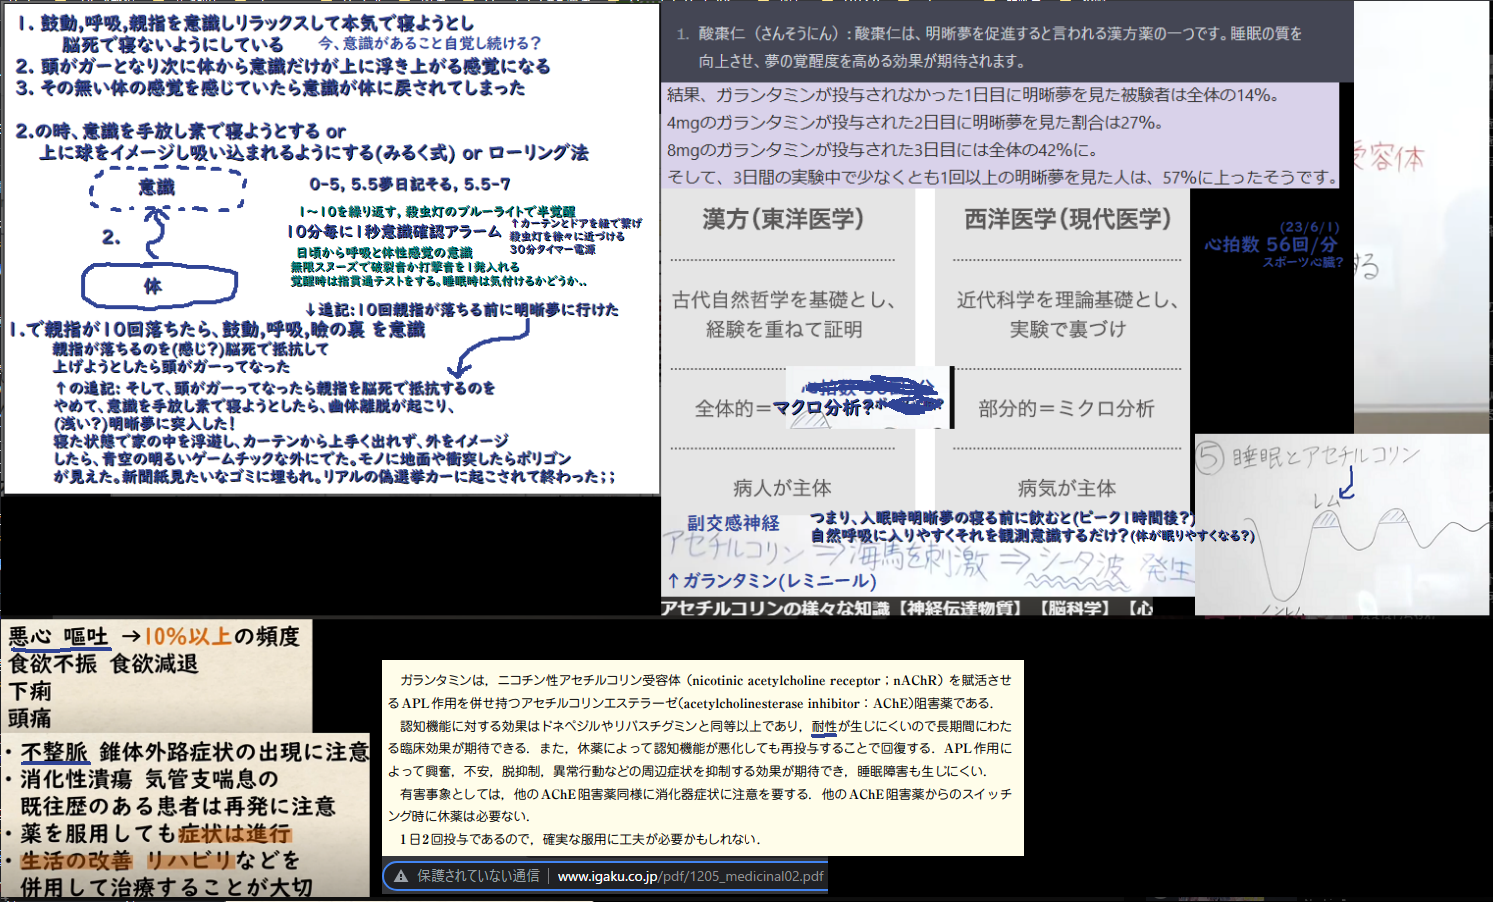 1. 鼓動,呼吸,親指を意識しリラックスして本気で寝ようとし
脳死で寝ないようにしている 今、意識があること自覚し続ける?
2. 頭がガーとなり次に体から意識だけが上に浮き上がる感覚になる
3. その無い体の感覚を感じていたら意識が体に戻されてしまった
2.の時、意識を手放し素で寝ようとする or
上に球をイメージし吸い込まれるようにする(みるく式) or ローリング法
意識
2.
体
0-5, 5.5夢日記そる, 5.5-7
1〜10を繰り返す, 殺虫灯のブルーライトで半覚醒
10分毎に1秒意識確認アラーム
↑カーテンとドアを紐で繋げ
殺虫灯を徐々に近づける
30分タイマー電源
日頃から呼吸と体性感覚の意識
無限スヌーズで破裂音か打撃音を1発入れる
覚醒時は指貫通テストをする。睡眠時は気付けるかどうか..
↓追記:10回親指が落ちる前に明晰夢に行けた
1.で親指が10回落ちたら、鼓動,呼吸,瞼の裏 を意識
親指が落ちるのを(感じ?)脳死で抵抗して
上げようとしたら頭がガーってなった
↑の追記: そして、頭がガーってなったら親指を脳死で抵抗するのを
やめて、意識を手放し素で寝ようとしたら、幽体離脱が起こり、
(浅い?)明晰夢に突入した!
寝た状態で家の中を浮遊し、カーテンから上手く出れず、外をイメージ
したら、青空の明るいゲームチックな外にでた。モノに地面や衝突したらポリゴン
が見えた。新聞紙見たいなゴミに埋もれ。リアルの偽選挙カーに起こされて終わった;;
1. 酸棗仁（さんそうにん）: 酸棗仁は、明晰夢を促進すると言われる漢方薬の一つです。睡眠の質を
向上させ、夢の覚醒度を高める効果が期待されます。
結果、ガランタミンが投与されなかった1日目に明晰夢を見た被験者は全体の14%。
4mgのガランタミンが投与された2日目に明晰夢を見た割合は27%。
8mgのガランタミンが投与された3日目には全体の42%に。
そして、3日間の実験中で少なくとも1回以上の明晰夢を見た人は、57%に上ったそうです。
漢方(東洋医学)
西洋医学(現代医学)
古代自然哲学を基礎とし、
経験を重ねて証明
近代科学を理論基礎とし、
実験で裏づけ
全体的＝マクロ分析?
部分的＝ミクロ分析
病人が主体
病気が主体
受容体
(23/6/1)
心拍数 56回/分
スポーツ心臓?
する
副交感神経
つまり、入眠時明晰夢の寝る前に飲むと(ピーク1時間後?)
自然呼吸に入りやすくそれを観測意識するだけ?(体が眠りやすくなる?)
アセチルコリン ⇒ 海馬を刺激 ⇒ シータ波 発生
↑ガランタミン(レミニール)
アセチルコリンの様々な知識【神経伝達物質】【脳科学】【心
⑤ 睡眠とアセチルコリン
レム
ノンレム
悪心 嘔吐 →10%以上の頻度
食欲不振 食欲減退
下痢
頭痛
・不整脈 錐体外路症状の出現に注意
・消化性潰瘍 気管支喘息の
既往歴のある患者は再発に注意
・薬を服用しても症状は進行
・生活の改善 リハビリなどを
併用して治療することが大切
ガランタミンは，ニコチン性アセチルコリン受容体（nicotinic acetylcholine receptor：nAChR）を賦活させ
るAPL作用を併せ持つアセチルコリンエステラーゼ(acetylcholinesterase inhibitor：AChE)阻害薬である．
認知機能に対する効果はドネペジルやリバスチグミンと同等以上であり，耐性が生じにくいので長期間にわた
る臨床効果が期待できる．また，休薬によって認知機能が悪化しても再投与することで回復する．APL作用に
よって興奮，不安，脱抑制，異常行動などの周辺症状を抑制する効果が期待でき，睡眠障害も生じにくい．
有害事象としては，他のAChE阻害薬同様に消化器症状に注意を要する．他のAChE阻害薬からのスイッチ
ング時に休薬は必要ない．
1日2回投与であるので，確実な服用に工夫が必要かもしれない．
保護されていない通信 | www.igaku.co.jp/pdf/1205_medicinal02.pdf